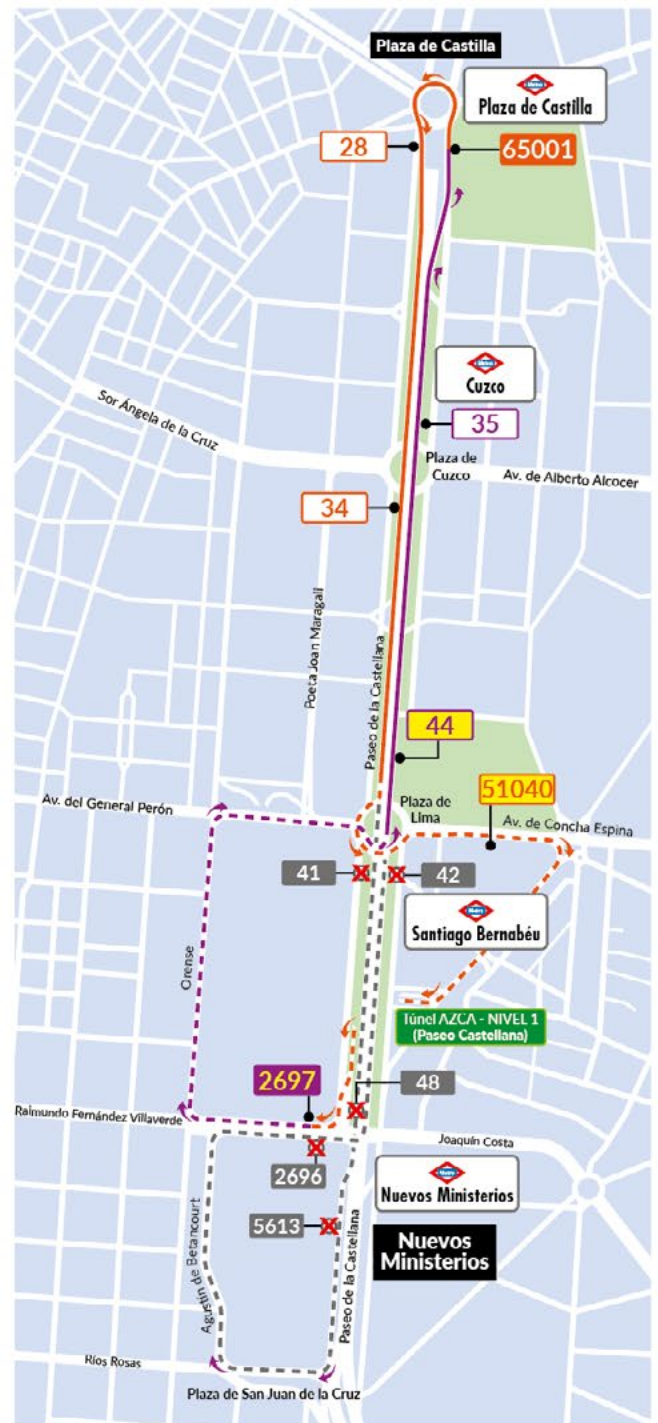 Plaza de Castilla
Metro
Plaza de Castilla
28
65001
Metro
Cuzco
35
Sor Ángela de la Cruz
Plaza de
Cuzco
Av. de Alberto Alcocer
34
Poeta Joan Maragall
Paseo de la Castellana
44
51040
Av. del General Perón
Plaza de
Lima
Av. de Concha Espina
41
42
Metro
Santiago Bernabéu
Orense
Túnel AZCA - NIVEL 1
(Paseo Castellana)
2697
48
Raimundo Fernández Villaverde
Joaquín Costa
2696
Metro
Nuevos Ministerios
5613
Nuevos
Ministerios
Agustín de Betancourt
Paseo de la Castellana
Ríos Rosas
Plaza de San Juan de la Cruz